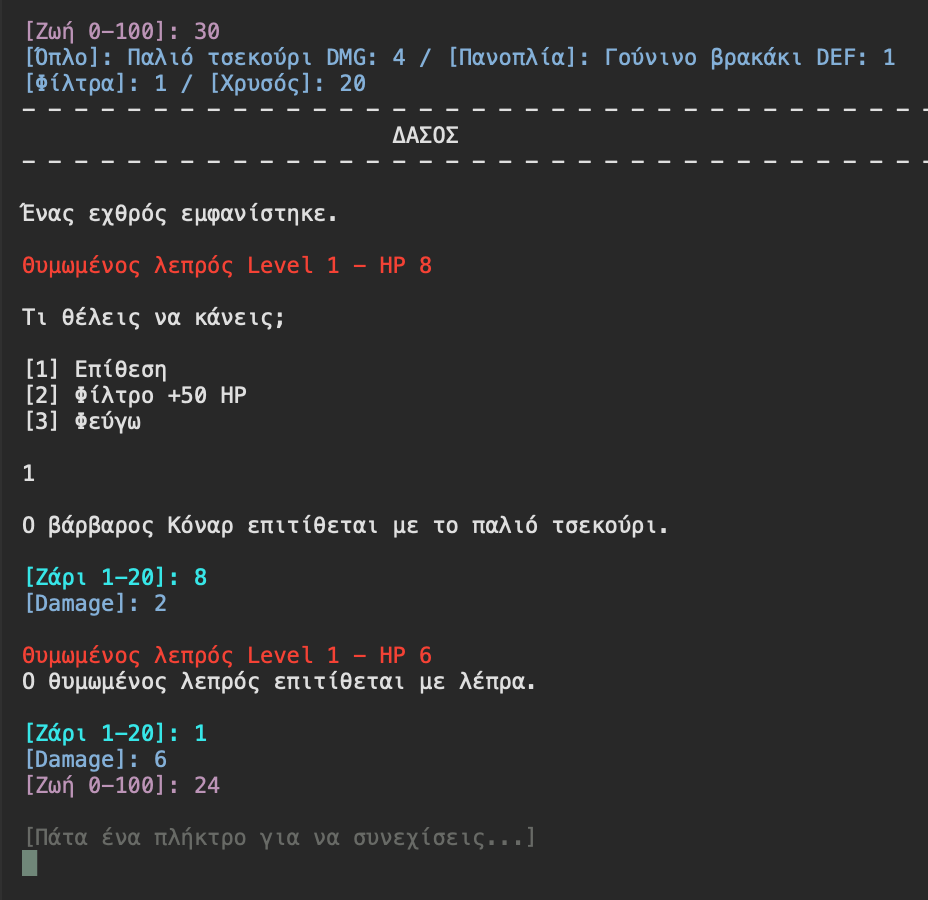 [Ζωή 0-100]: 30
[Όπλο]: Παλιό τσεκούρι DMG: 4 / [Πανοπλία]: Γούνινο βρακάκι DEF: 1
[Φίλτρα]: 1 / [Χρυσός]: 20
- - - - - - - - - - - - - - - - - - - - - - - - - - - - - - - - - - -
ΔΑΣΟΣ
- - - - - - - - - - - - - - - - - - - - - - - - - - - - - - - - - - -
Ένας εχθρός εμφανίστηκε.
Θυμωμένος λεπρός Level 1 - HP 8
Τι θέλεις να κάνεις;
[1] Επίθεση
[2] Φίλτρο +50 HP
[3] Φεύγω
1
Ο βάρβαρος Κόναρ επιτίθεται με το παλιό τσεκούρι.
[Ζάρι 1-20]: 8
[Damage]: 2
Θυμωμένος λεπρός Level 1 - HP 6
Ο θυμωμένος λεπρός επιτίθεται με λέπρα.
[Ζάρι 1-20]: 1
[Damage]: 6
[Ζωή 0-100]: 24
[Πάτα ένα πλήκτρο για να συνεχίσεις...]